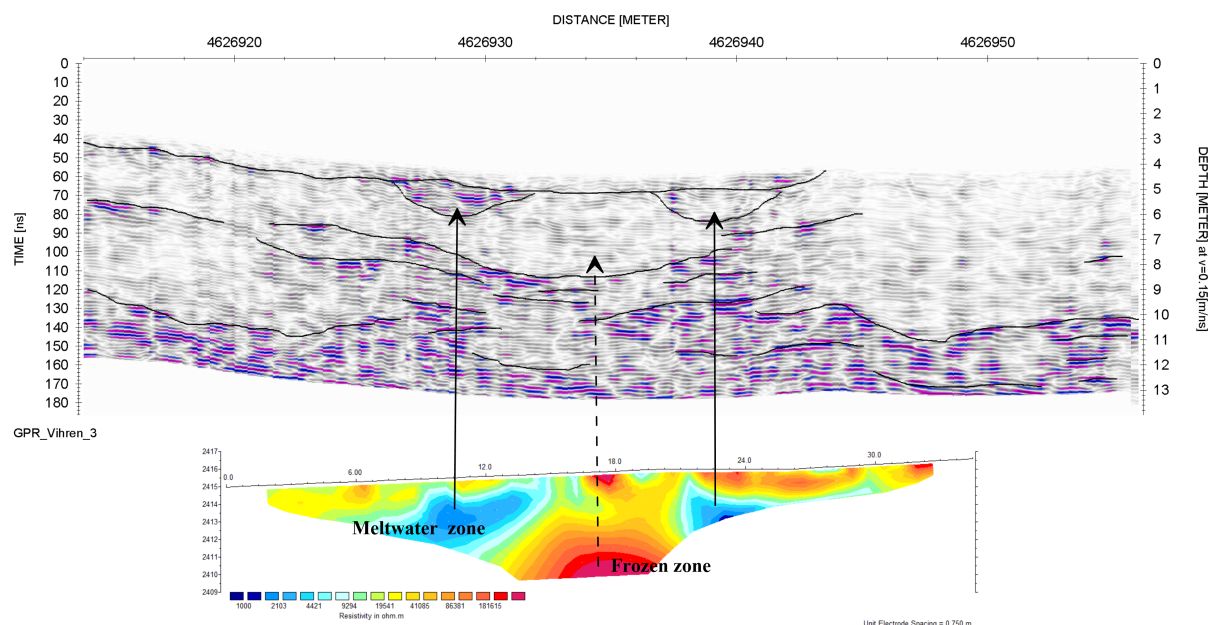 DISTANCE [METER]
4626920 4626930 4626940 4626950
0 0
10
20 1
30 2
40 3
50
60 4
70 5
80 6
90 7
100
110 8
120 9
130
140 10
150 11
160 12
170
180 13
TIME [ns]
DEPTH [METER] at v=0.15[m/ns]
GPR_Vihren_3
2417
2416
2415
2414
2413
2412
2411
2410
2409
0.0 6.00 12.0 18.0 24.0 30.0
Meltwater zone
Frozen zone
1000 2103 4421 9294 19541 41085 86381 181615
Resistivity in ohm.m
Unit Electrode Spacing = 0.750 m